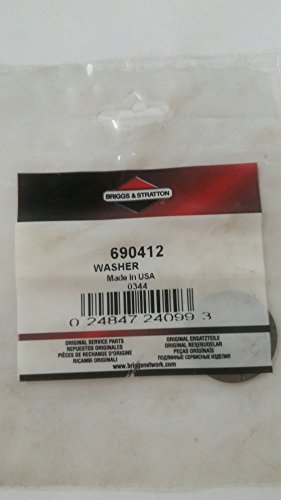 BRIGGS & STRATTON
690412
WASHER
Made in USA
0344
0 24847 24099 3
ORIGINAL SERVICE PARTS
REPUESTOS ORIGINALES
PIÈCES DE RECHANGE D'ORIGINE
RICAMBI ORIGINALI
ORIGINAL ERSATZTEILE
ORIGINAL RESERVDELAR
PEÇAS ORIGINAIS
ПОДЛИННЫЕ СЕРВИСНЫЕ ИЗДЕЛИЯ
www.briggsnetwork.com